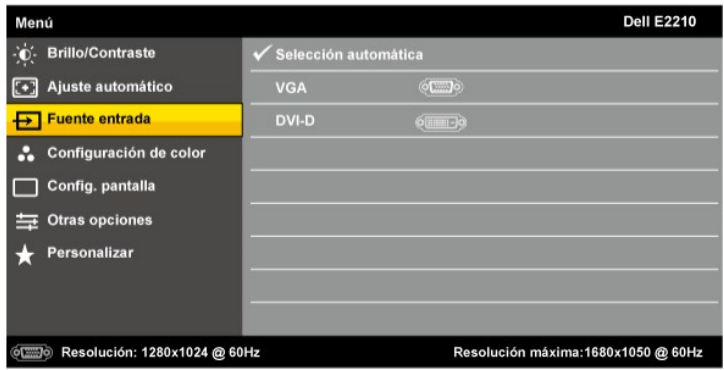 Menú Dell E2210
Brillo/Contraste
Ajuste automático
Fuente entrada
Configuración de color
Config. pantalla
Otras opciones
Personalizar
Selección automática
VGA
DVI-D
Resolución: 1280x1024 @ 60Hz Resolución máxima:1680x1050 @ 60Hz